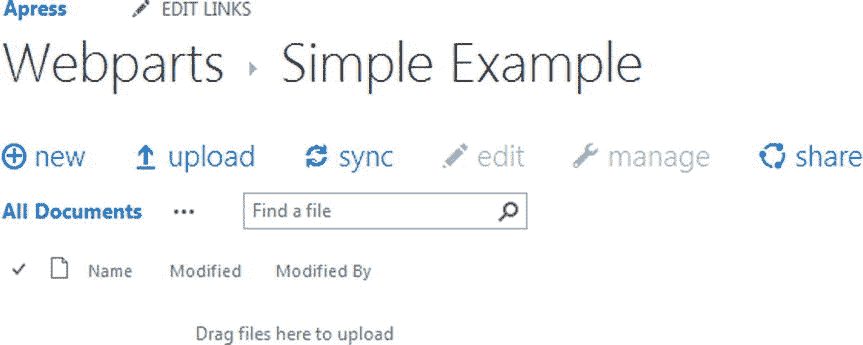 Apress EDIT LINKS
Webparts ▸ Simple Example
new upload sync edit manage share
All Documents ••• Find a file
Name Modified Modified By
Drag files here to upload